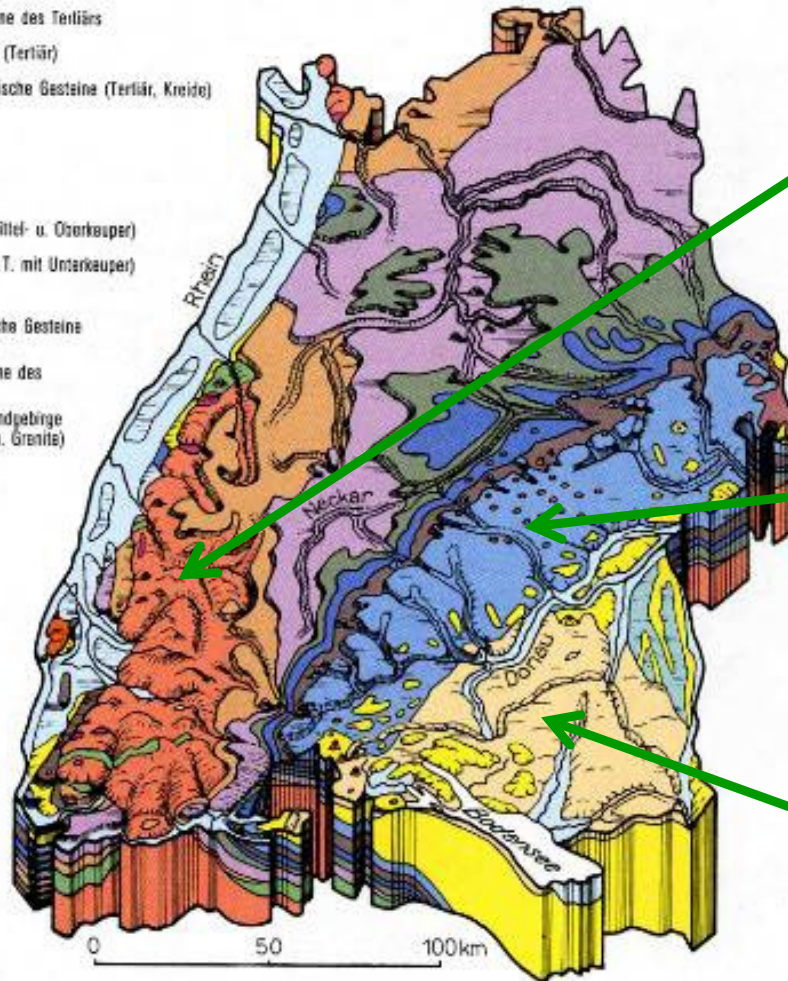 ne des Tertiärs
(Tertiär)
ische Gesteine (Tertiär, Kreide)
ittel- u. Oberkeuper)
T. mit Unterkeuper)
che Gesteine
ne des
ndgebirge
u. Granite)
Rhein
Neckar
Donau
Bodensee
0 50 100km